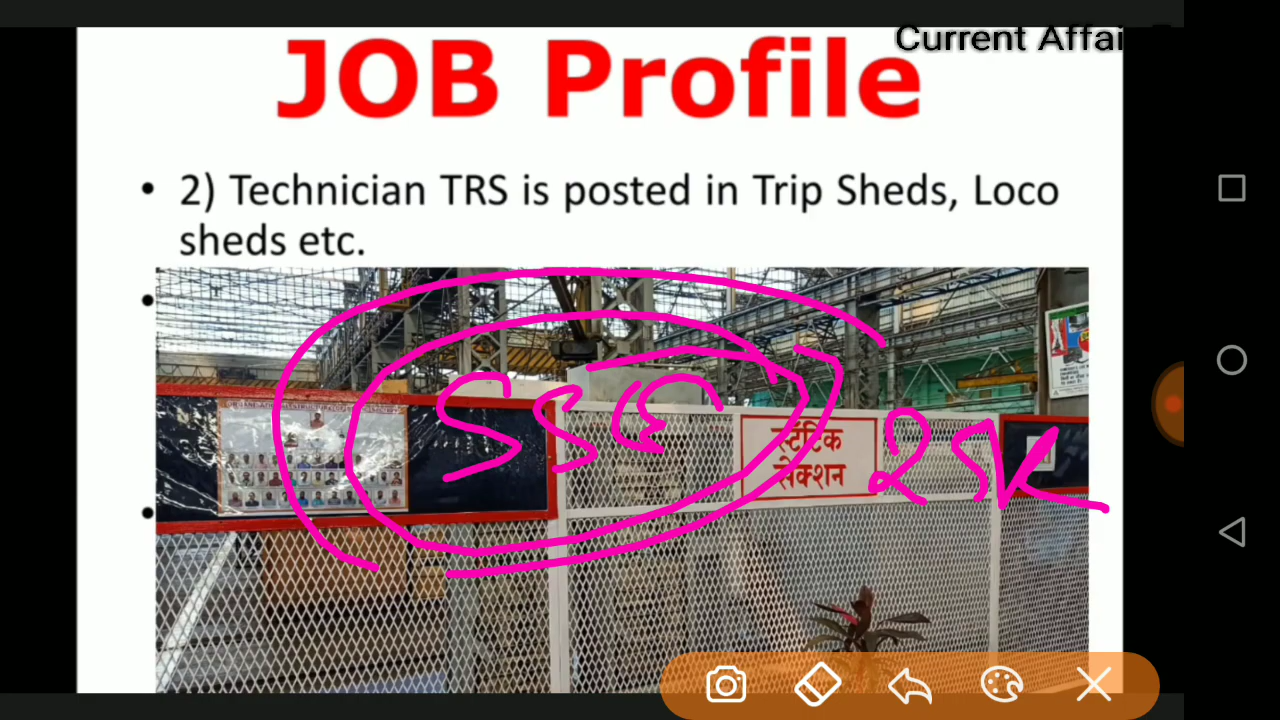 Current Affai
JOB Profile
• 2) Technician TRS is posted in Trip Sheds, Loco
sheds etc.
SSE
25K
स्टॅटिक
सेक्शन